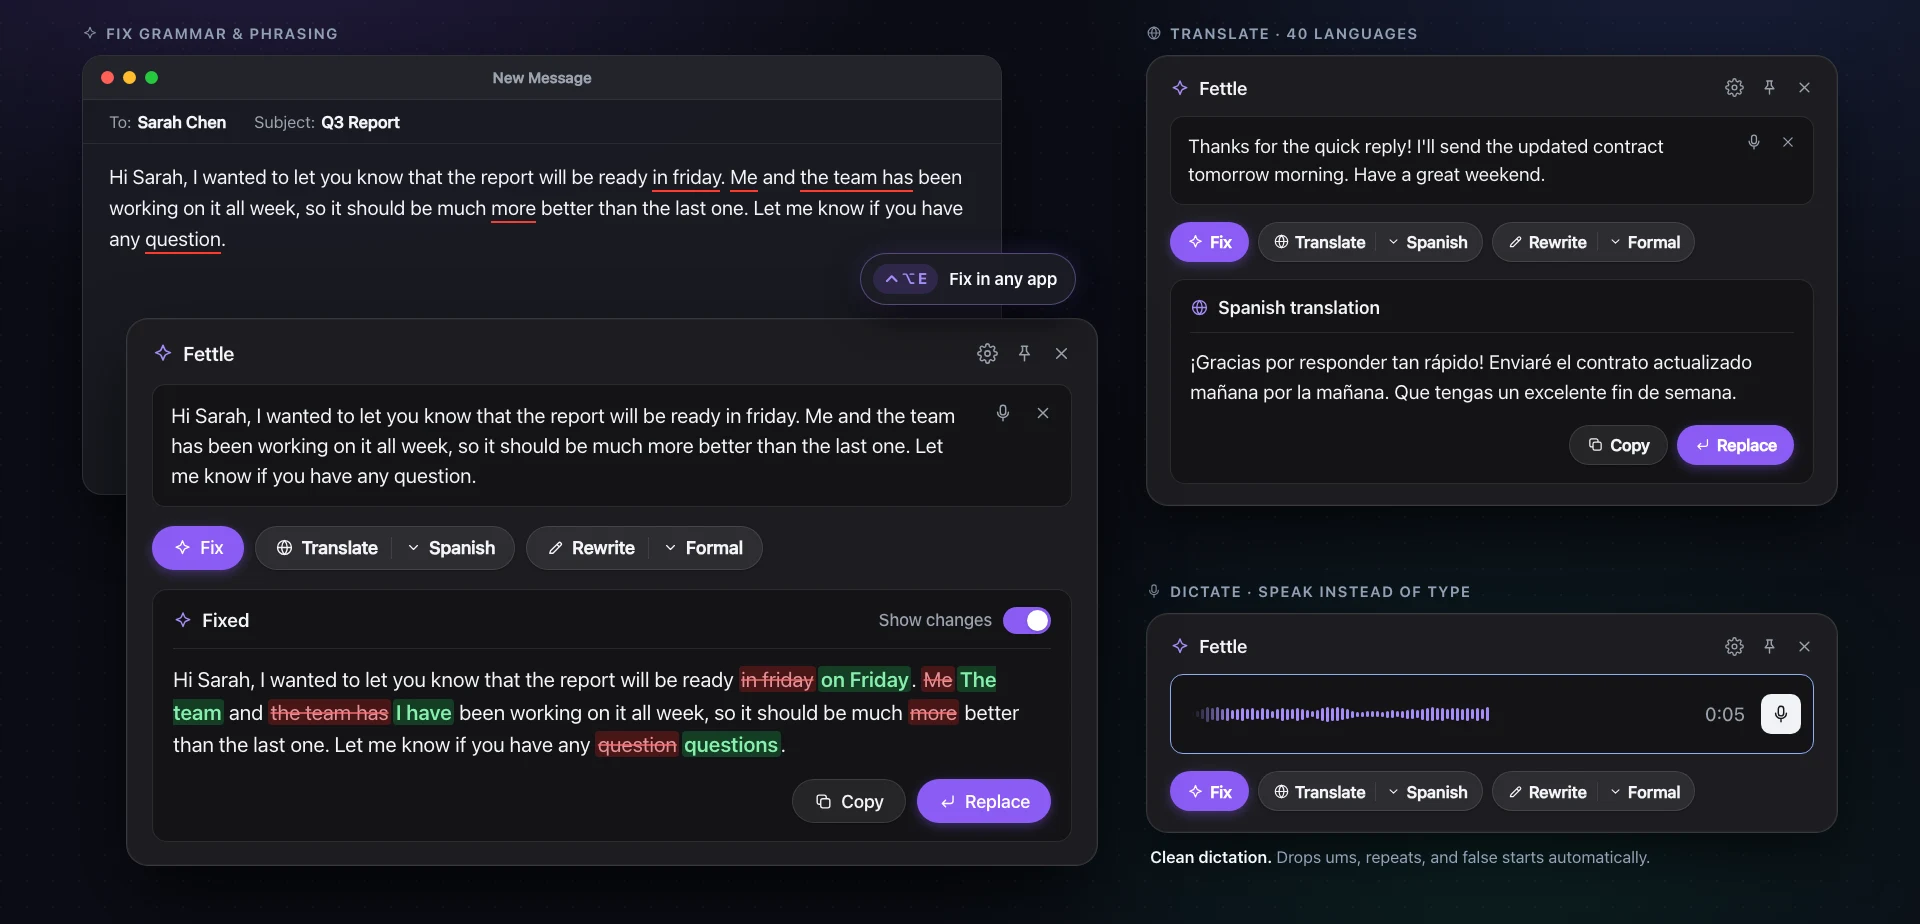 FIX GRAMMAR & PHRASING
New Message
To: Sarah Chen Subject: Q3 Report
Hi Sarah, I wanted to let you know that the report will be ready in friday. Me and the team has been
working on it all week, so it should be much more better than the last one. Let me know if you have
any question.
⌃⌥E Fix in any app
Fettle
Hi Sarah, I wanted to let you know that the report will be ready in friday. Me and the team
has been working on it all week, so it should be much more better than the last one. Let
me know if you have any question.
Fix Translate Spanish Rewrite Formal
Fixed Show changes
Hi Sarah, I wanted to let you know that the report will be ready in friday on Friday. Me The
team and the team has I have been working on it all week, so it should be much more better
than the last one. Let me know if you have any question questions.
Copy Replace
TRANSLATE · 40 LANGUAGES
Fettle
Thanks for the quick reply! I'll send the updated contract
tomorrow morning. Have a great weekend.
Fix Translate Spanish Rewrite Formal
Spanish translation
¡Gracias por responder tan rápido! Enviaré el contrato actualizado
mañana por la mañana. Que tengas un excelente fin de semana.
Copy Replace
DICTATE · SPEAK INSTEAD OF TYPE
Fettle
0:05
Fix Translate Spanish Rewrite Formal
Clean dictation. Drops ums, repeats, and false starts automatically.